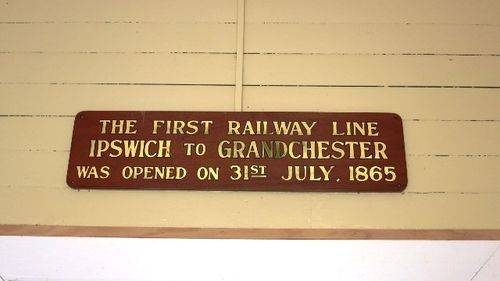 THE FIRST RAILWAY LINE
IPSWICH TO GRANDCHESTER
WAS OPENED ON 31ST JULY, 1865